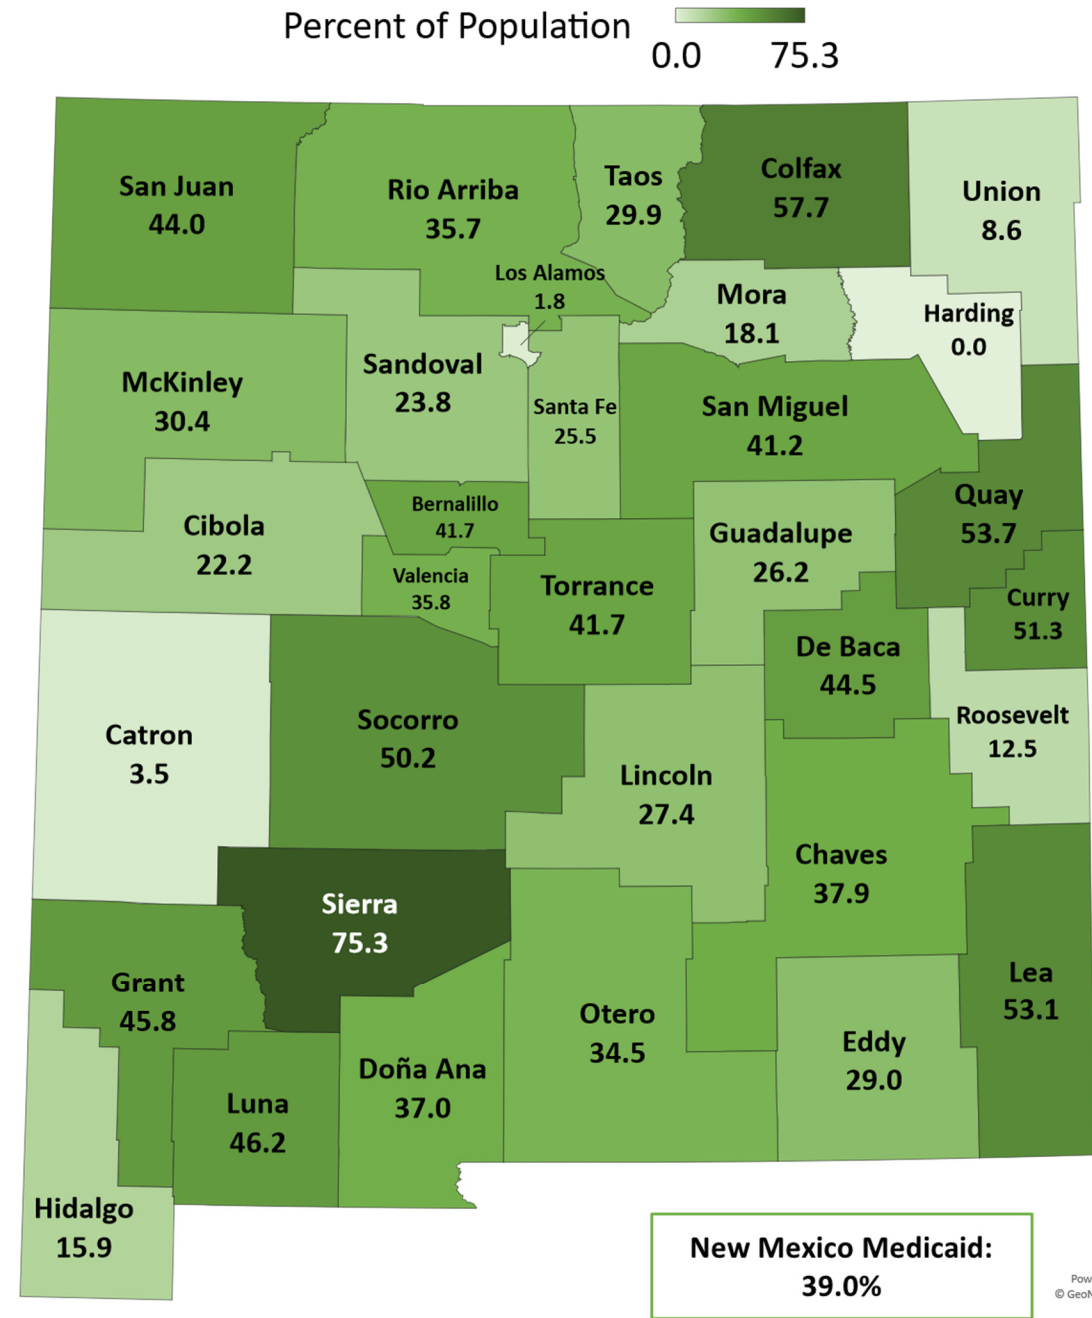 Percent of Population
0.0 75.3
San Juan
44.0
Rio Arriba
35.7
Taos
29.9
Colfax
57.7
Union
8.6
Los Alamos
1.8
Mora
18.1
Harding
0.0
McKinley
30.4
Sandoval
23.8
Santa Fe
25.5
San Miguel
41.2
Quay
53.7
Cibola
22.2
Bernalillo
41.7
Guadalupe
26.2
Valencia
35.8
Torrance
41.7
Curry
51.3
De Baca
44.5
Catron
3.5
Socorro
50.2
Roosevelt
12.5
Lincoln
27.4
Chaves
37.9
Sierra
75.3
Grant
45.8
Otero
34.5
Lea
53.1
Eddy
29.0
Doña Ana
37.0
Luna
46.2
Hidalgo
15.9
New Mexico Medicaid:
39.0%
Pow
© GeoN